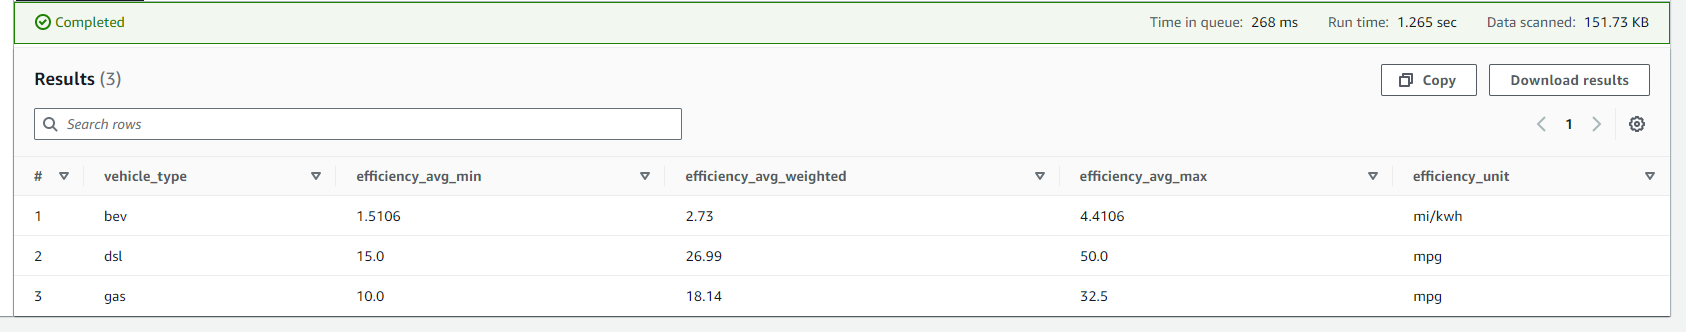 Completed Time in queue: 268 ms Run time: 1.265 sec Data scanned: 151.73 KB
Results (3) Copy Download results
Search rows 1
# vehicle_type efficiency_avg_min efficiency_avg_weighted efficiency_avg_max efficiency_unit
1 bev 1.5106 2.73 4.4106 mi/kwh
2 dsl 15.0 26.99 50.0 mpg
3 gas 10.0 18.14 32.5 mpg